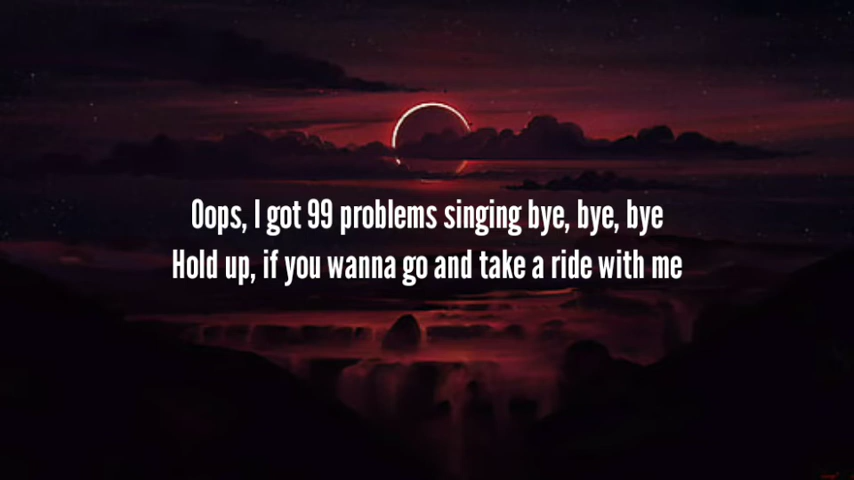 Oops, I got 99 problems singing bye, bye, bye
Hold up, if you wanna go and take a ride with me